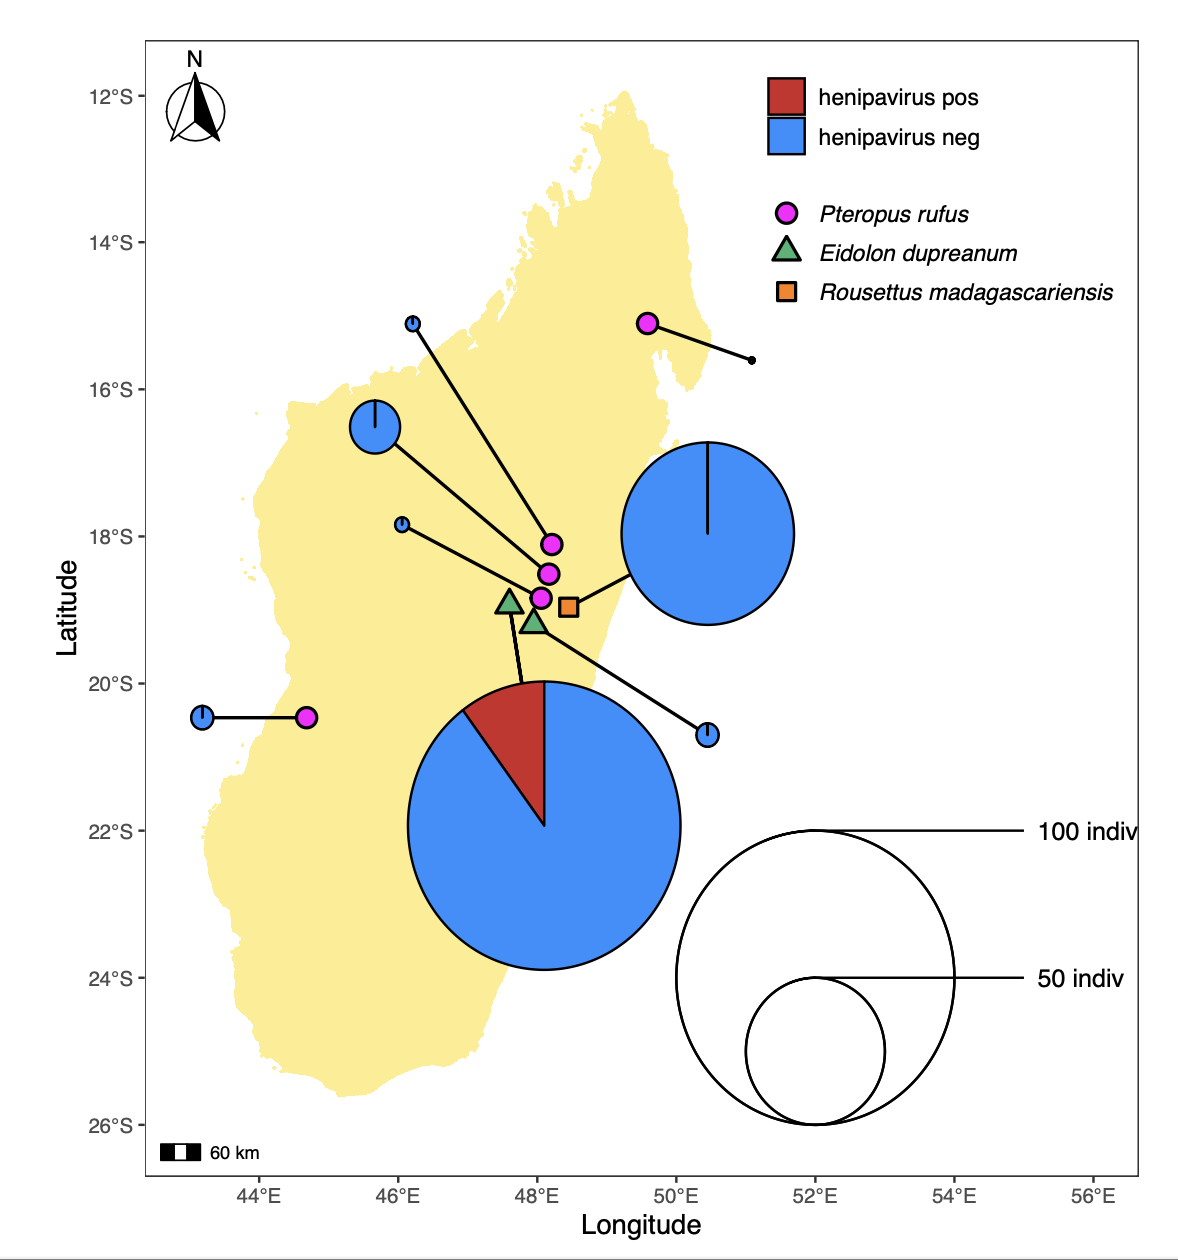 N
henipavirus pos
henipavirus neg
Pteropus rufus
Eidolon dupreanum
Rousettus madagascariensis
12°S
14°S
16°S
18°S
20°S
22°S
24°S
26°S
Latitude
100 indiv
50 indiv
60 km
44°E
46°E
48°E
50°E
52°E
54°E
56°E
Longitude